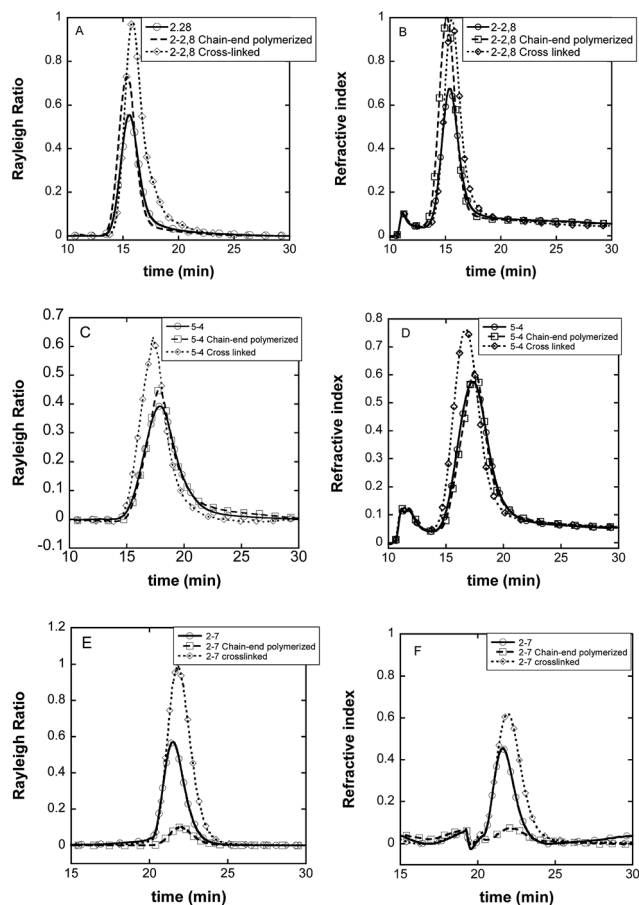 A
2.28
2-2,8 Chain-end polymerized
2-2,8 Cross-linked
Rayleigh Ratio
1
0.8
0.6
0.4
0.2
0
10 15 20 25 30
time (min)
B
2-2,8
2-2,8 Chain-end polymerized
2-2,8 Cross linked
Refractive index
1
0.8
0.6
0.4
0.2
0
10 15 20 25 30
time (min)
C
5-4
5-4 Chain-end polymerized
5-4 Cross linked
Rayleigh Ratio
0.7
0.6
0.5
0.4
0.3
0.2
0.1
0
-0.1
10 15 20 25 30
time (min)
D
5-4
5-4 Chain-end polymerized
5-4 Cross linked
Refractive index
0.8
0.7
0.6
0.5
0.4
0.3
0.2
0.1
0
10 15 20 25 30
time (min)
E
2-7
2-7 Chain-end polymerized
2-7 crosslinked
Rayleigh Ratio
1.2
1
0.8
0.6
0.4
0.2
0
15 20 25 30
time (min)
F
2-7
2-7 Chain-end polymerized
2-7 crosslinked
Refractive index
1
0.8
0.6
0.4
0.2
0
15 20 25 30
time (min)